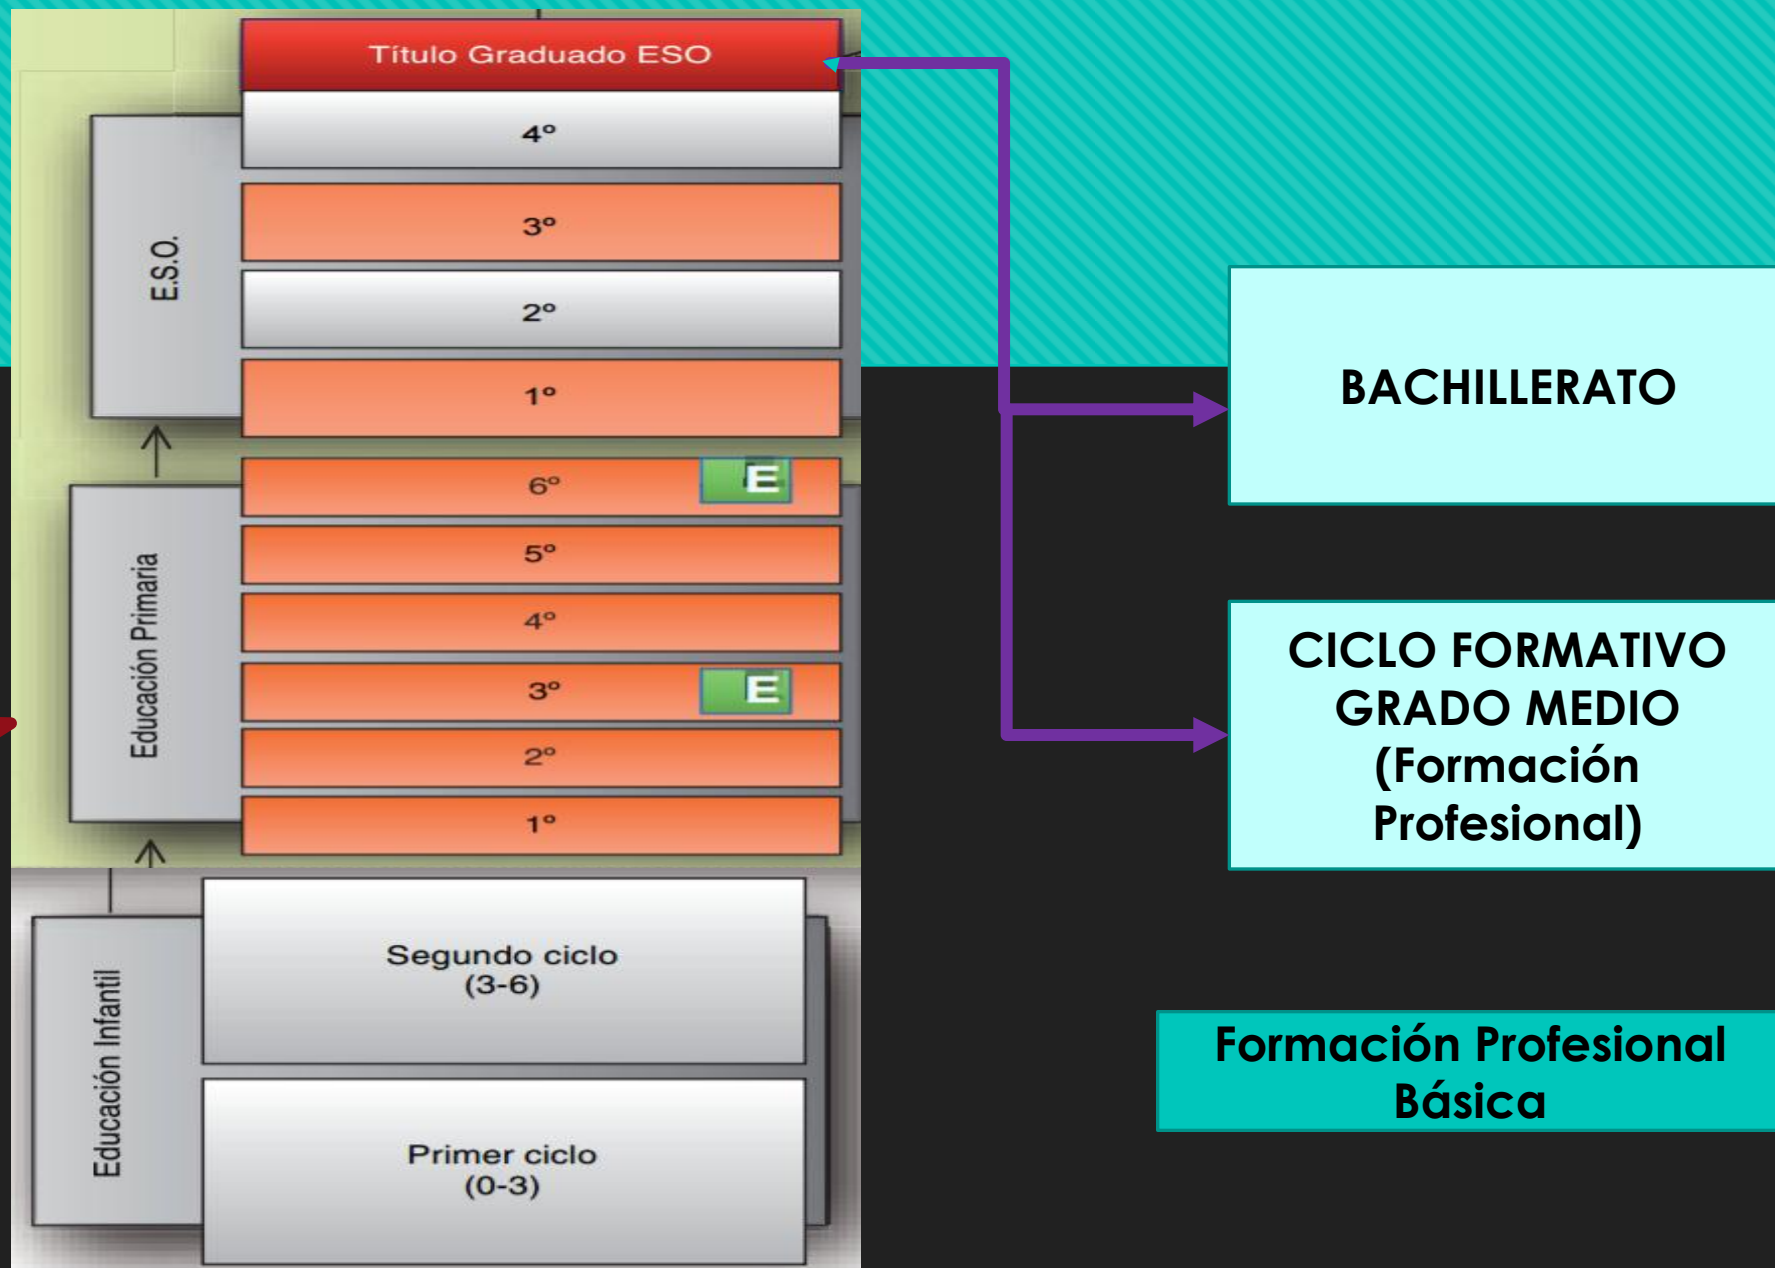 Título Graduado ESO
4º
3º
2º
1º
E.S.O.
6º
E
5º
4º
3º
E
2º
1º
Educación Primaria
Segundo ciclo
(3-6)
Primer ciclo
(0-3)
Educación Infantil
BACHILLERATO
CICLO FORMATIVO
GRADO MEDIO
(Formación
Profesional)
Formación Profesional
Básica